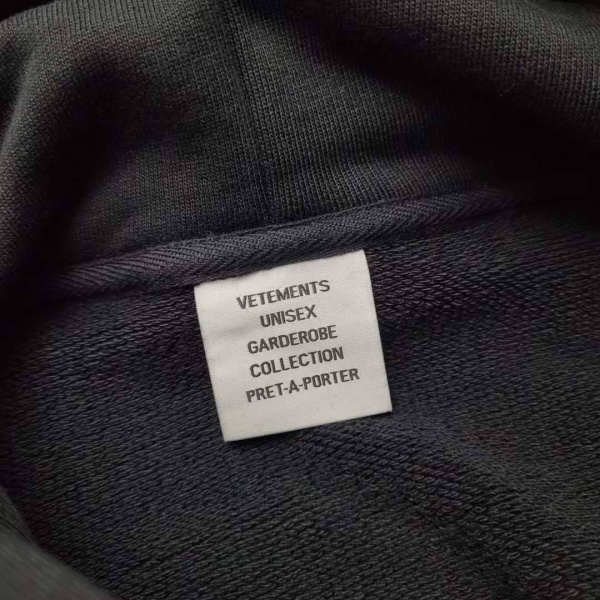 VETEMENTS
UNISEX
GARDEROBE
COLLECTION
PRET-A-PORTER